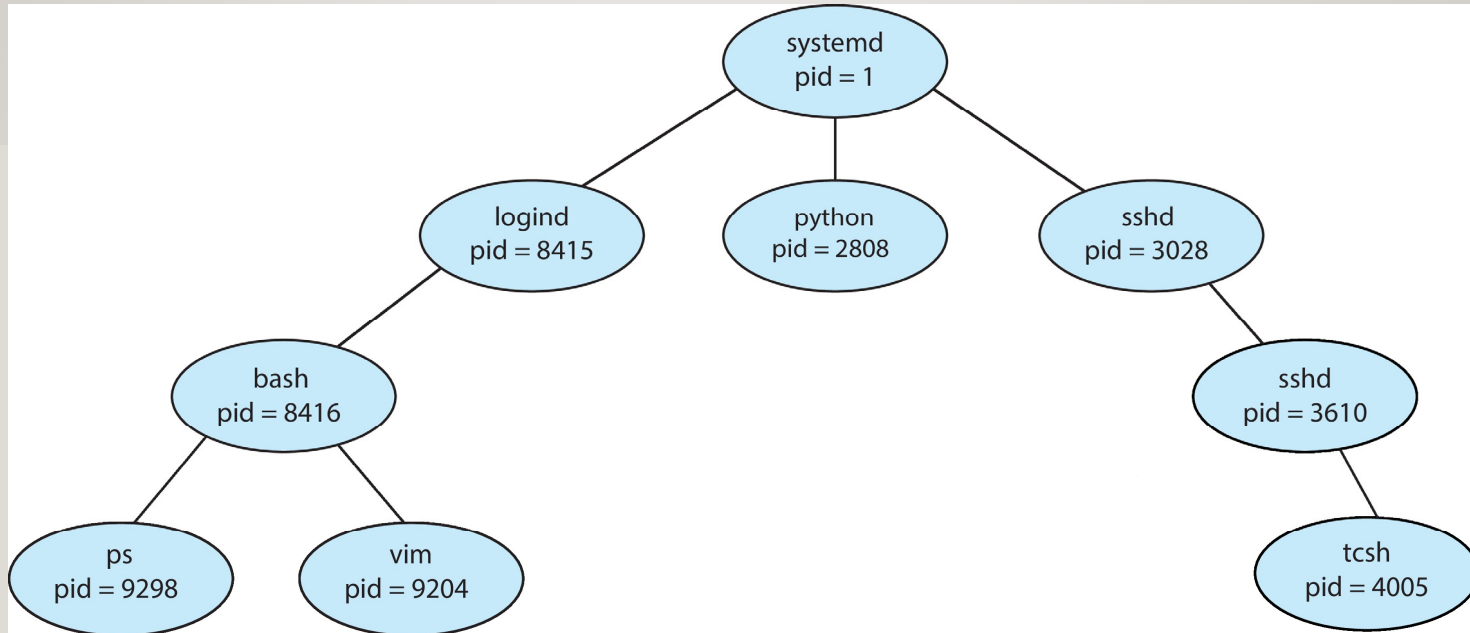 systemd
pid = 1
logind
pid = 8415
python
pid = 2808
sshd
pid = 3028
bash
pid = 8416
sshd
pid = 3610
ps
pid = 9298
vim
pid = 9204
tcsh
pid = 4005